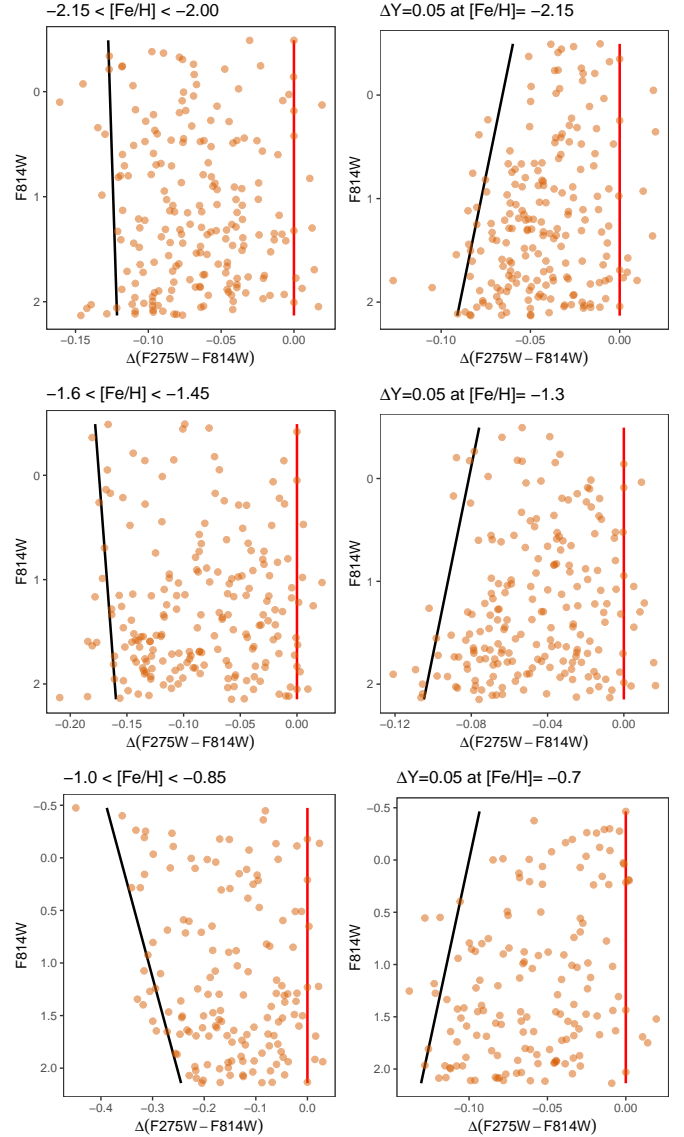 −2.15 < [Fe/H] < −2.00
0
1
2
F814W
−0.15
−0.10
−0.05
0.00
Δ(F275W−F814W)
ΔY=0.05 at [Fe/H]= −2.15
0
1
2
F814W
−0.10
−0.05
0.00
Δ(F275W−F814W)
−1.6 < [Fe/H] < −1.45
0
1
2
F814W
−0.20
−0.15
−0.10
−0.05
0.00
Δ(F275W−F814W)
ΔY=0.05 at [Fe/H]= −1.3
0
1
2
F814W
−0.12
−0.08
−0.04
0.00
Δ(F275W−F814W)
−1.0 < [Fe/H] < −0.85
−0.5
0.0
0.5
1.0
1.5
2.0
F814W
−0.4
−0.3
−0.2
−0.1
0.0
Δ(F275W−F814W)
ΔY=0.05 at [Fe/H]= −0.7
−0.5
0.0
0.5
1.0
1.5
2.0
F814W
−0.10
−0.05
0.00
Δ(F275W−F814W)